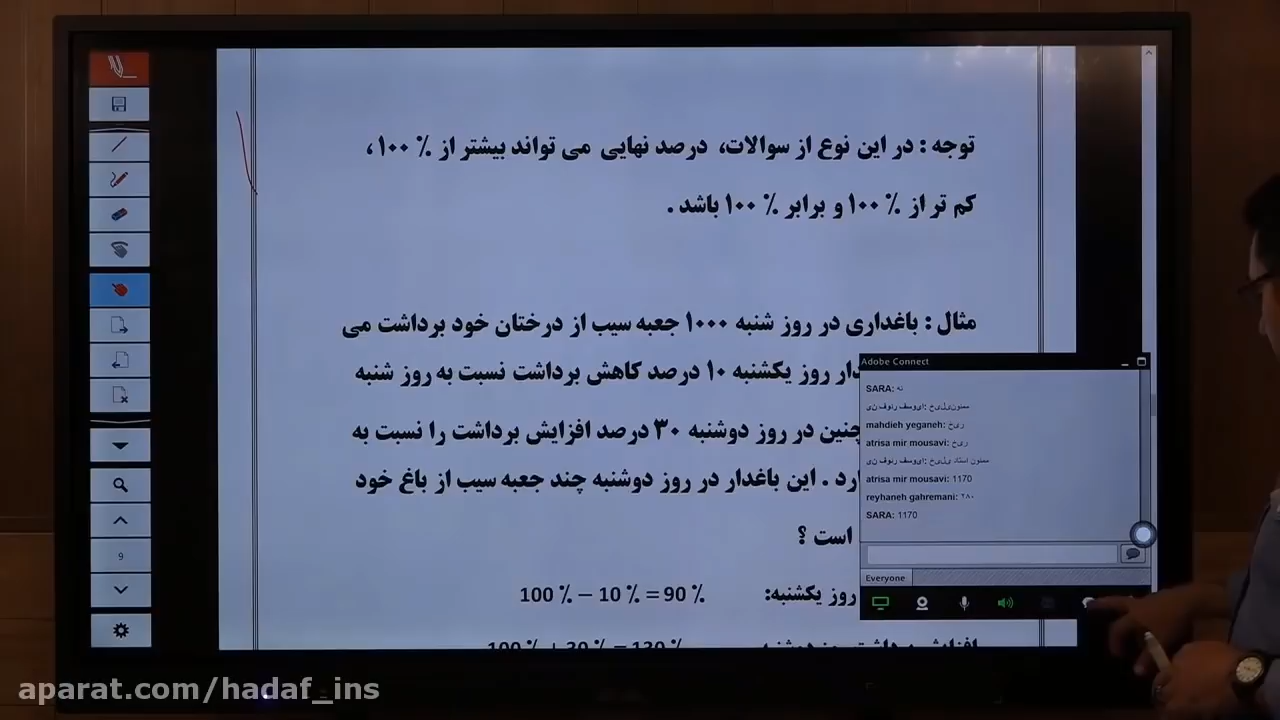 توجه : در این نوع از سوالات، درصد نهایی می تواند بیشتر از % ۱۰۰ ،
کم تر از % ۱۰۰ و برابر % ۱۰۰ باشد .
مثال : باغداری در روز شنبه ۱۰۰۰ جعبه سیب از درختان خود برداشت می
روز یکشنبه ۱۰ درصد کاهش برداشت نسبت به روز شنبه
در روز دوشنبه ۳۰ درصد افزایش برداشت را نسبت به
. این باغدار در روز دوشنبه چند جعبه سیب از باغ خود
است ؟
روز یکشنبه: 100 % − 10 % = 90 %
Adobe Connect
SARA: نه
mahdieh yeganeh: خیر
atrisa mir mousavi: خیر
atrisa mir mousavi: 1170
reyhaneh gahremani: ۲۸۰
SARA: 1170
Everyone
9
aparat.com/hadaf_ins